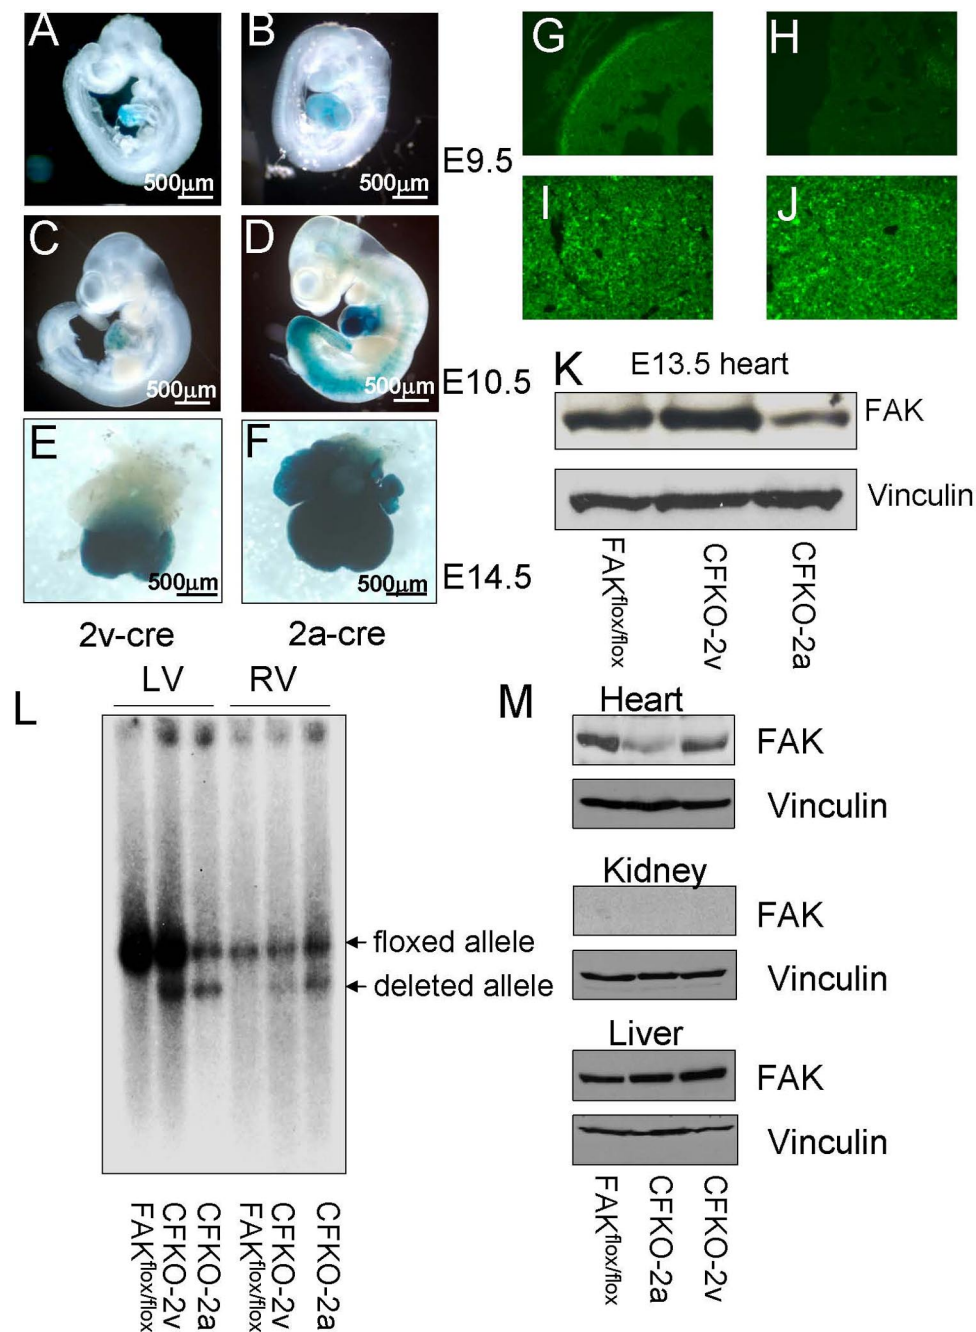 A
500μm
B
500μm
E9.5
C
500μm
D
500μm
E10.5
E
500μm
F
500μm
E14.5
2v-cre
2a-cre
G
H
I
J
K
E13.5 heart
FAK
Vinculin
FAKflox/flox
CFKO-2v
CFKO-2a
L
LV
RV
floxed allele
deleted allele
FAKflox/flox
CFKO-2v
CFKO-2a
FAKflox/flox
CFKO-2v
CFKO-2a
M
Heart
FAK
Vinculin
Kidney
FAK
Vinculin
Liver
FAK
Vinculin
FAKflox/flox
CFKO-2a
CFKO-2v